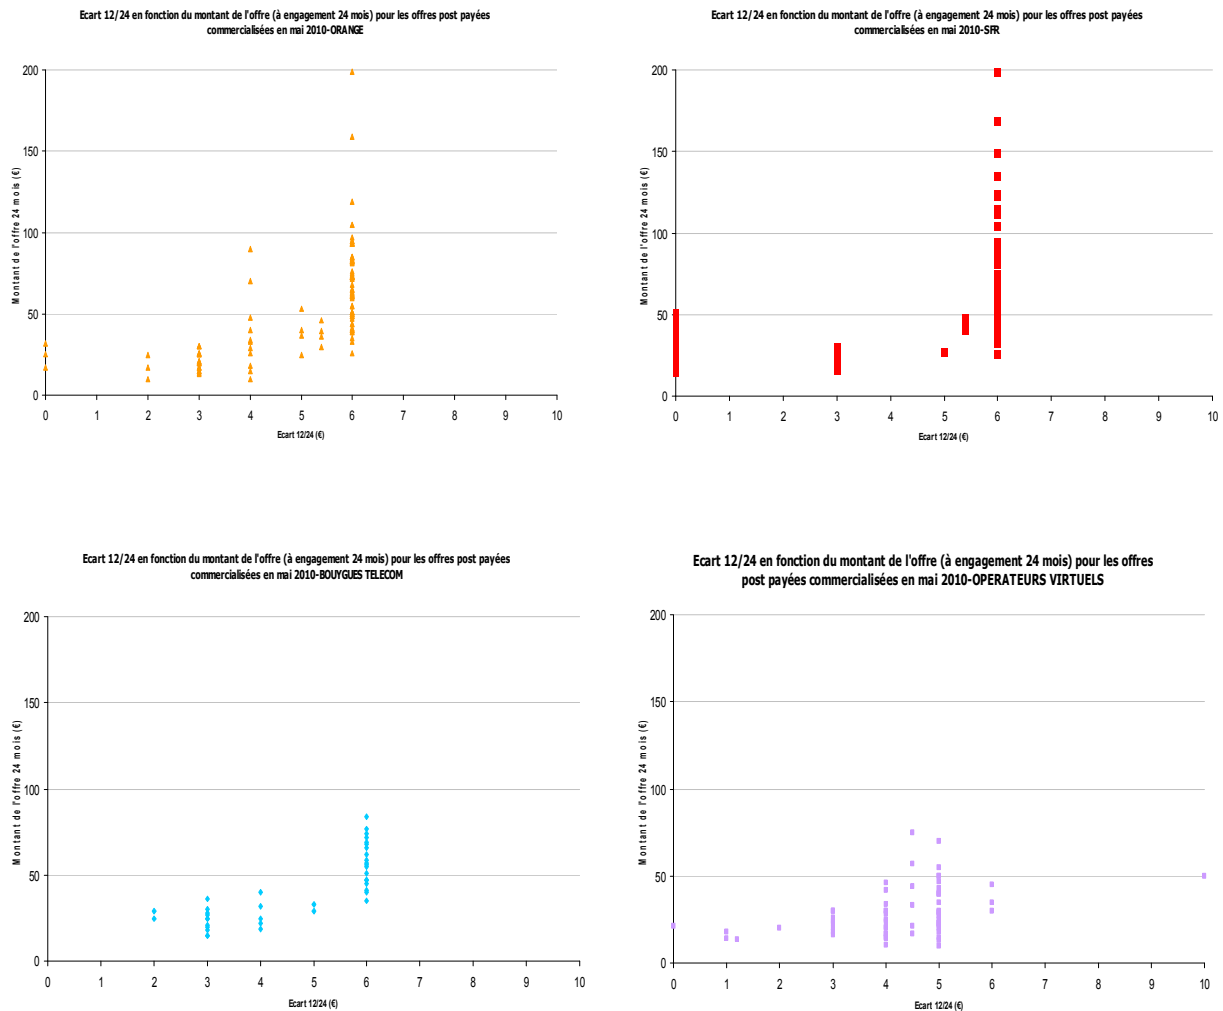 Ecart 12/24 en fonction du montant de l'offre (à engagement 24 mois) pour les offres post payées
commercialisées en mai 2010-ORANGE
Montant de l'offre 24 mois (€)
200
150
100
50
0
0 1 2 3 4 5 6 7 8 9 10
Ecart 12/24 (€)
Ecart 12/24 en fonction du montant de l'offre (à engagement 24 mois) pour les offres post payées
commercialisées en mai 2010-SFR
Montant de l'offre 24 mois (€)
200
150
100
50
0
0 1 2 3 4 5 6 7 8 9 10
Ecart 12/24 (€)
Ecart 12/24 en fonction du montant de l'offre (à engagement 24 mois) pour les offres post payées
commercialisées en mai 2010-BOUYGUES TELECOM
Montant de l'offre 24 mois (€)
200
150
100
50
0
0 1 2 3 4 5 6 7 8 9 10
Ecart 12/24 (€)
Ecart 12/24 en fonction du montant de l'offre (à engagement 24 mois) pour les offres
post payées commercialisées en mai 2010-OPERATEURS VIRTUELS
Montant de l'offre 24 mois (€)
200
150
100
50
0
0 1 2 3 4 5 6 7 8 9 10
Ecart 12/24 (€)